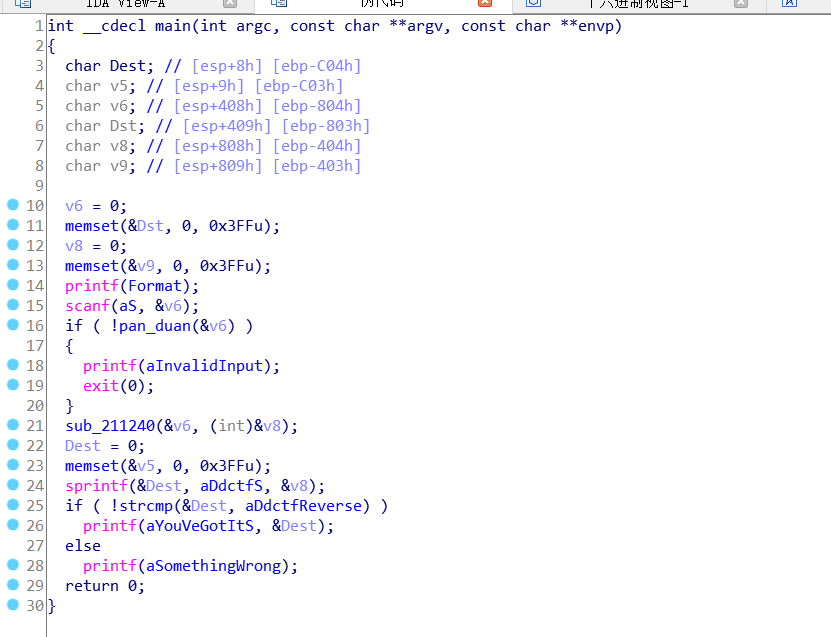 IDA View-A 伪代码 十六进制视图-1
1 int __cdecl main(int argc, const char **argv, const char **envp)
2 {
3 char Dest; // [esp+8h] [ebp-C04h]
4 char v5; // [esp+9h] [ebp-C03h]
5 char v6; // [esp+408h] [ebp-804h]
6 char Dst; // [esp+409h] [ebp-803h]
7 char v8; // [esp+808h] [ebp-404h]
8 char v9; // [esp+809h] [ebp-403h]
9
10 v6 = 0;
11 memset(&Dst, 0, 0x3FFu);
12 v8 = 0;
13 memset(&v9, 0, 0x3FFu);
14 printf(Format);
15 scanf(aS, &v6);
16 if ( !pan_duan(&v6) )
17 {
18 printf(aInvalidInput);
19 exit(0);
20 }
21 sub_211240(&v6, (int)&v8);
22 Dest = 0;
23 memset(&v5, 0, 0x3FFu);
24 sprintf(&Dest, aDdctfS, &v8);
25 if ( !strcmp(&Dest, aDdctfReverse) )
26 printf(aYouVeGotItS, &Dest);
27 else
28 printf(aSomethingWrong);
29 return 0;
30 }